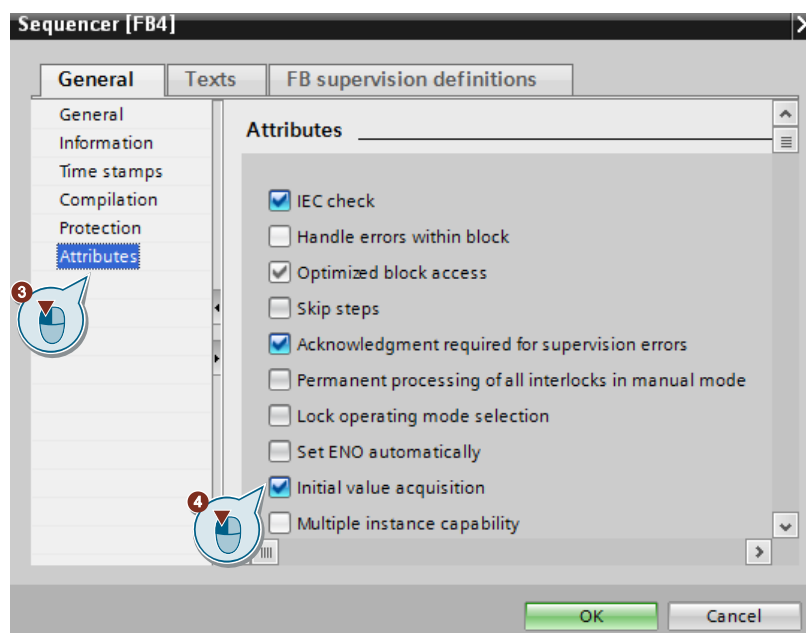 Sequencer [FB4]
General Texts FB supervision definitions
General
Information
Time stamps
Compilation
Protection
Attributes
3
Attributes
IEC check
Handle errors within block
Optimized block access
Skip steps
Acknowledgment required for supervision errors
Permanent processing of all interlocks in manual mode
Lock operating mode selection
Set ENO automatically
Initial value acquisition
4
Multiple instance capability
OK Cancel